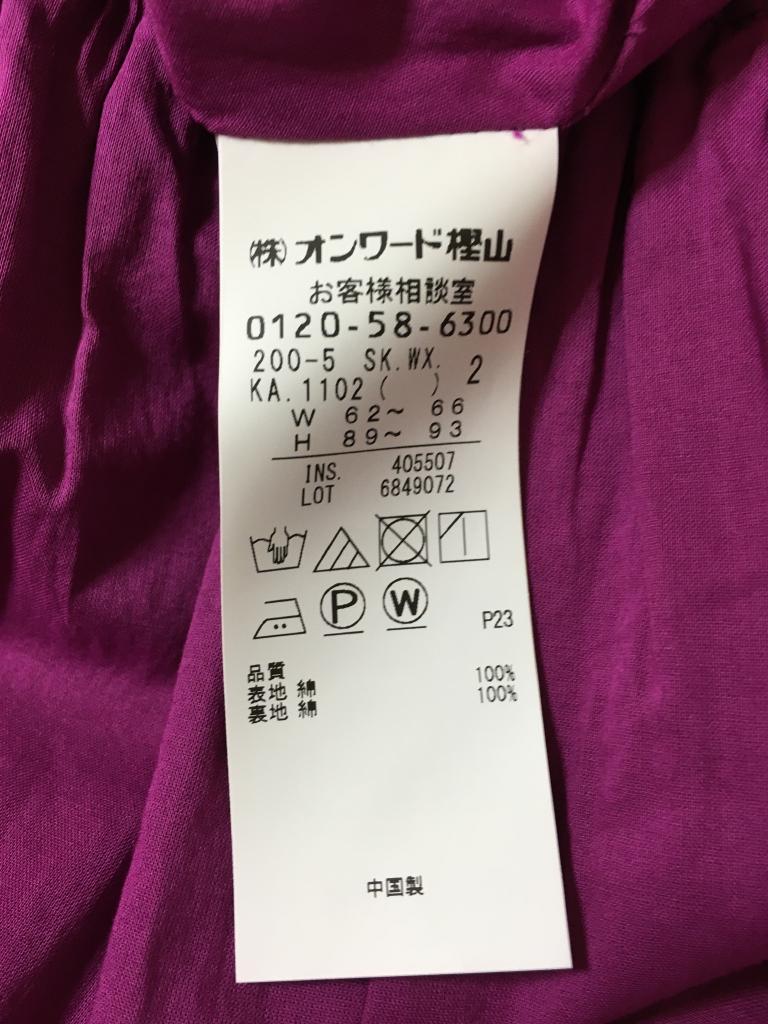 (株)オンワード樫山
お客様相談室
0120-58-6300
200-5 SK.WX.
KA.1102( ) 2
W 62～ 66
H 89～ 93
INS. 405507
LOT 6849072
P W
P23
品質
表地 綿 100%
裏地 綿 100%
中国製